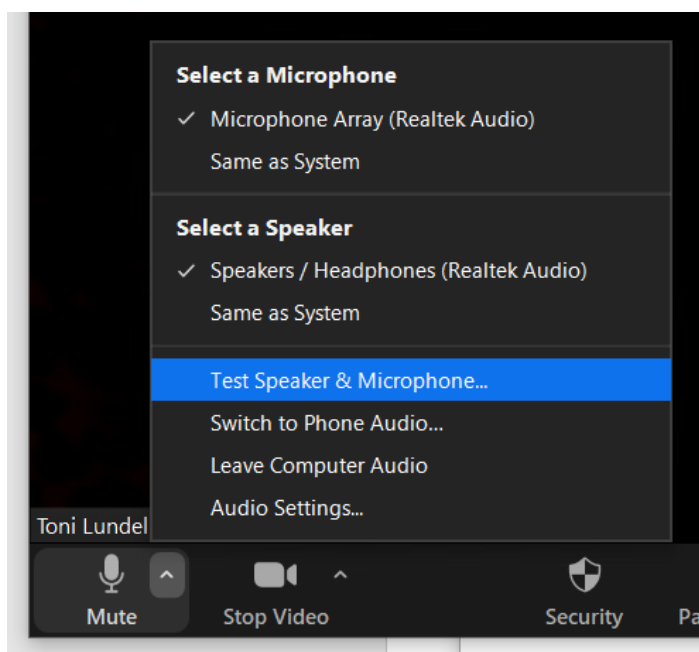 Select a Microphone
Microphone Array (Realtek Audio)
Same as System
Select a Speaker
Speakers / Headphones (Realtek Audio)
Same as System
Test Speaker & Microphone...
Switch to Phone Audio...
Leave Computer Audio
Audio Settings...
Toni Lundel
Mute Stop Video Security Pa